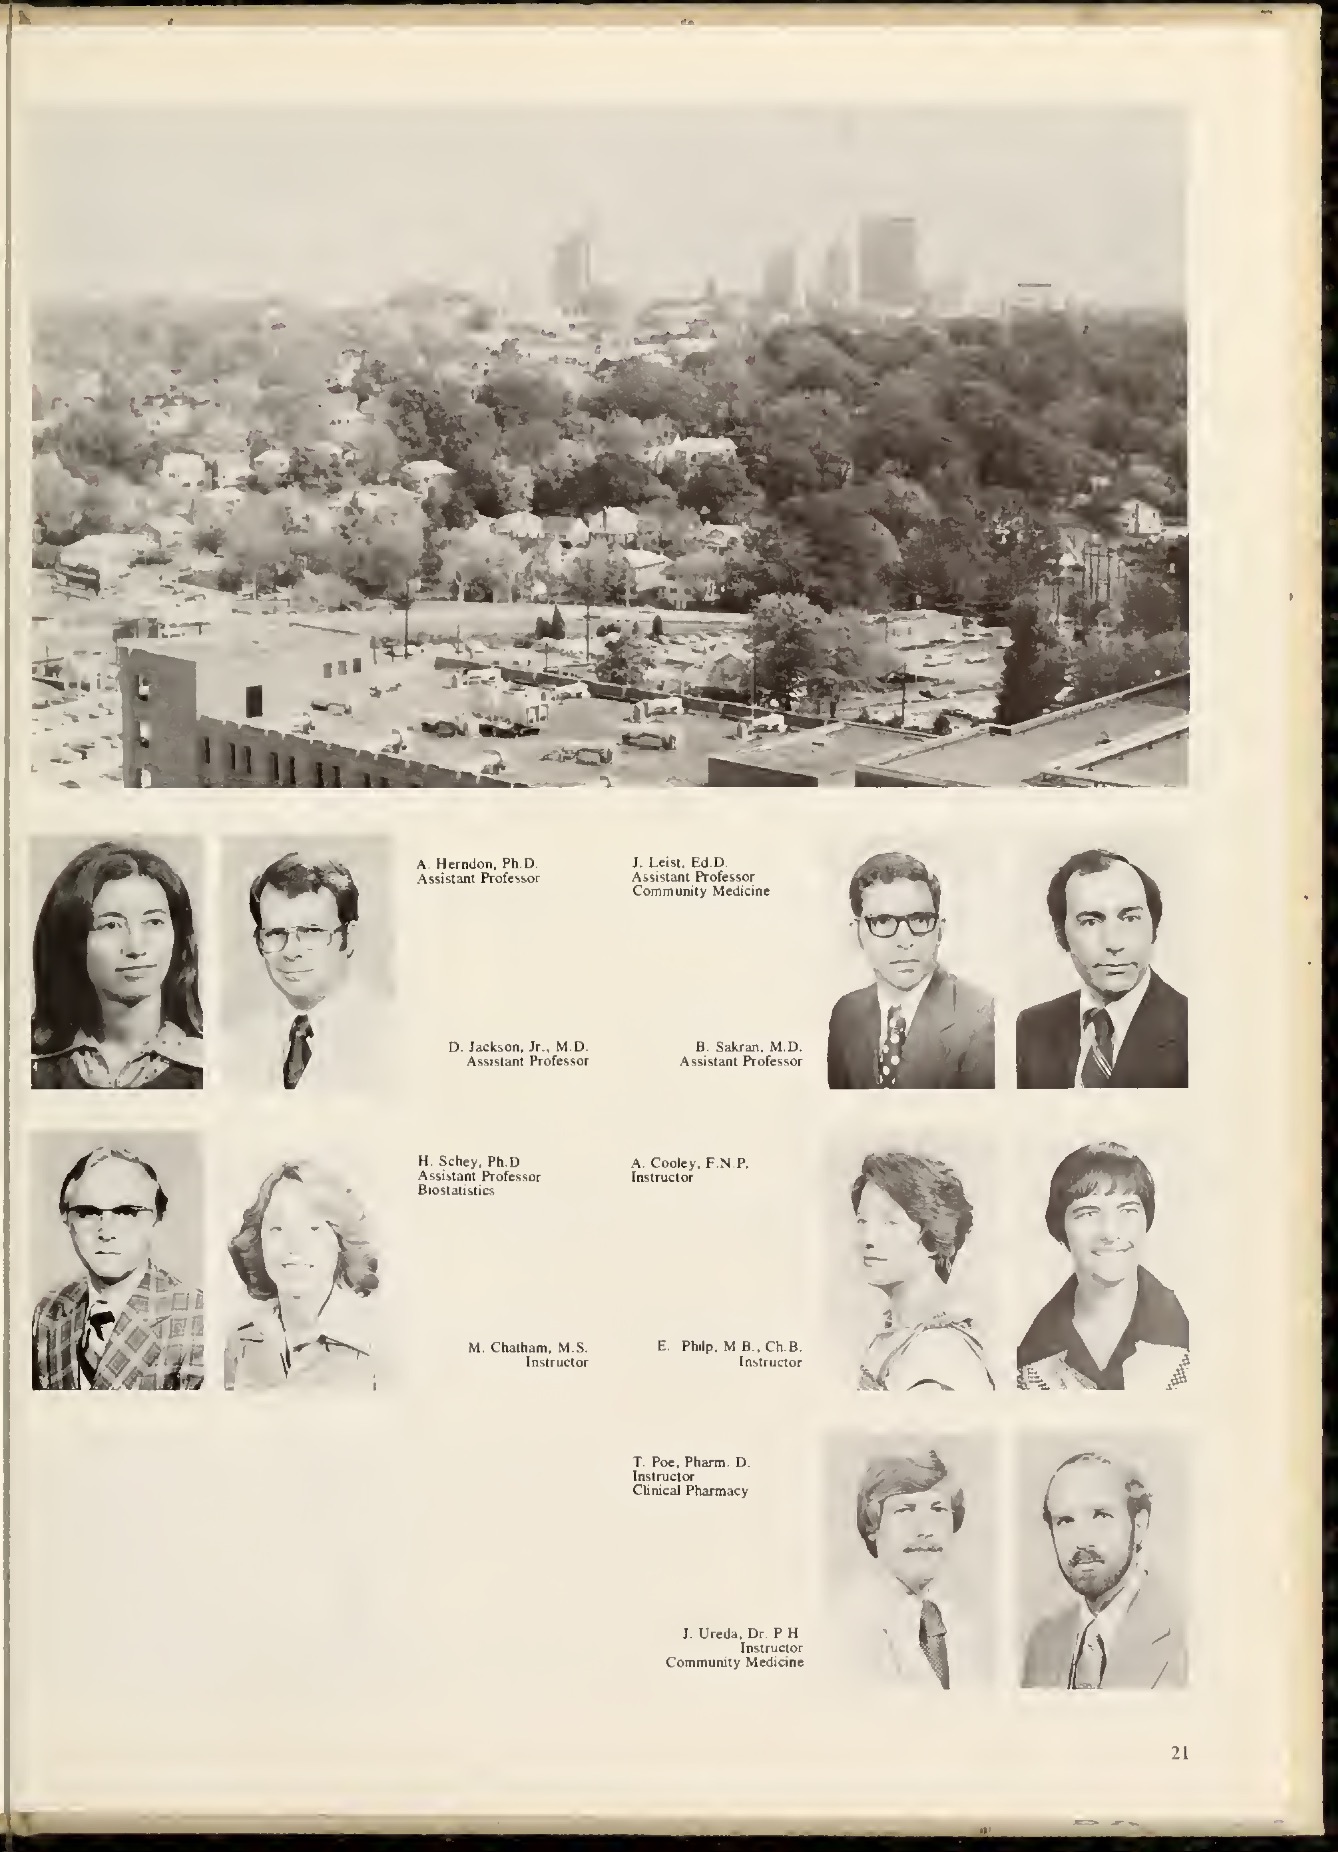 A. Herndon, Ph.D.
Assistant Professor
D. Jackson, Jr., M.D.
Assistant Professor
J. Leist, Ed.D.
Assistant Professor
Community Medicine
B. Sakran, M.D.
Assistant Professor
H. Schey, Ph.D
Assistant Professor
Biostatistics
M. Chatham, M.S.
Instructor
A. Cooley, F.N.P.
Instructor
E. Philp, M.B., Ch.B.
Instructor
T. Poe, Pharm. D.
Instructor
Clinical Pharmacy
J. Ureda, Dr. P H
Instructor
Community Medicine
21